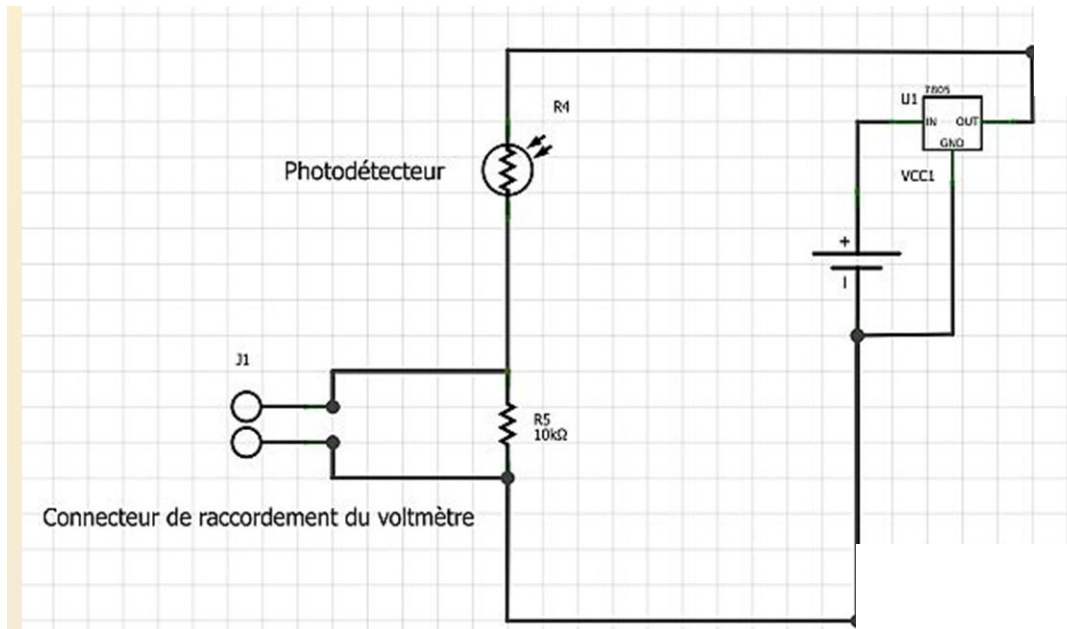 R4
7805
U1
IN OUT
GND
Photodétecteur
VCC1
+
J1
R5
10kΩ
Connecteur de raccordement du voltmètre